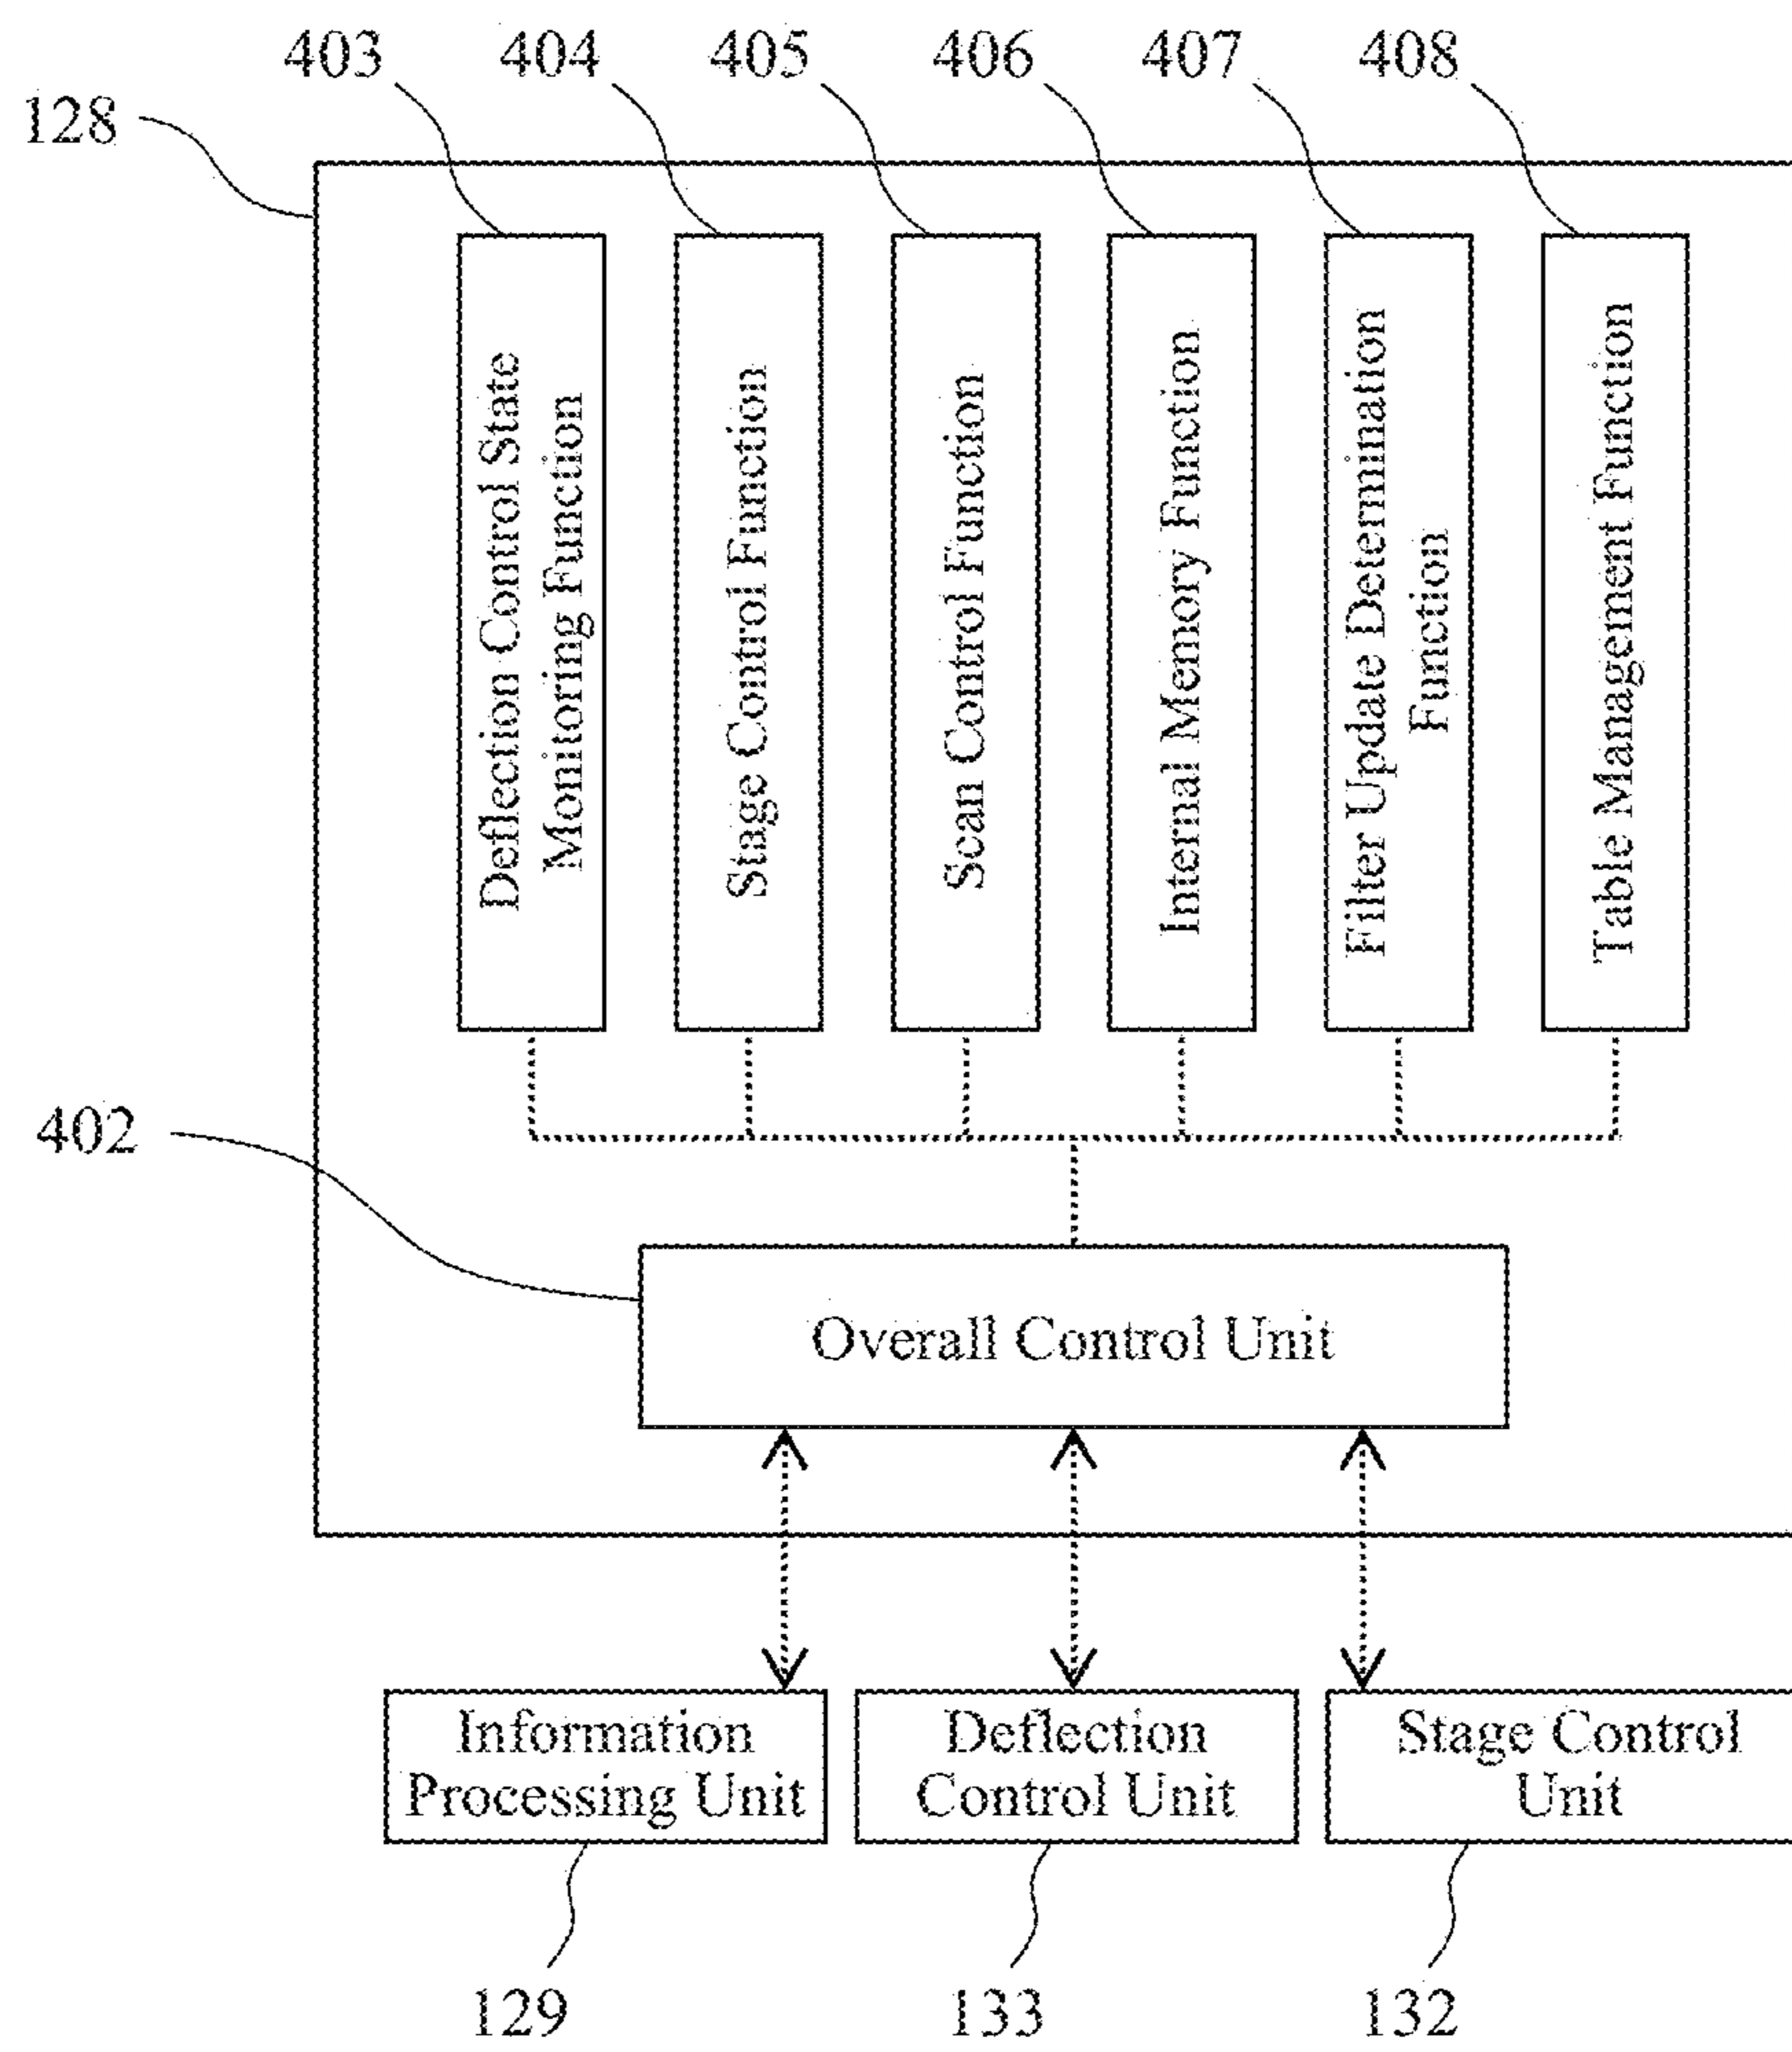 403 404 405 406 407 408
128
Deflection Control State
Monitoring Function
Stage Control Function
Scan Control Function
Internal Memory Function
Filter Update Determination
Function
Table Management Function
402
Overall Control Unit
Information
Processing Unit
Deflection
Control Unit
Stage Control
Unit
129 133 132